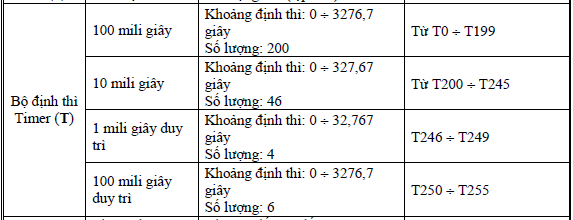 Bộ định thì
Timer (T)
100 mili giây
Khoảng định thì: 0 ÷ 3276,7
giây
Số lượng: 200
Từ T0 ÷ T199
10 mili giây
Khoảng định thì: 0 ÷ 327,67
giây
Số lượng: 46
Từ T200 ÷ T245
1 mili giây duy
trì
Khoảng định thì: 0 ÷ 32,767
giây
Số lượng: 4
T246 ÷ T249
100 mili giây
duy trì
Khoảng định thì: 0 ÷ 3276,7
giây
Số lượng: 6
T250 ÷ T255